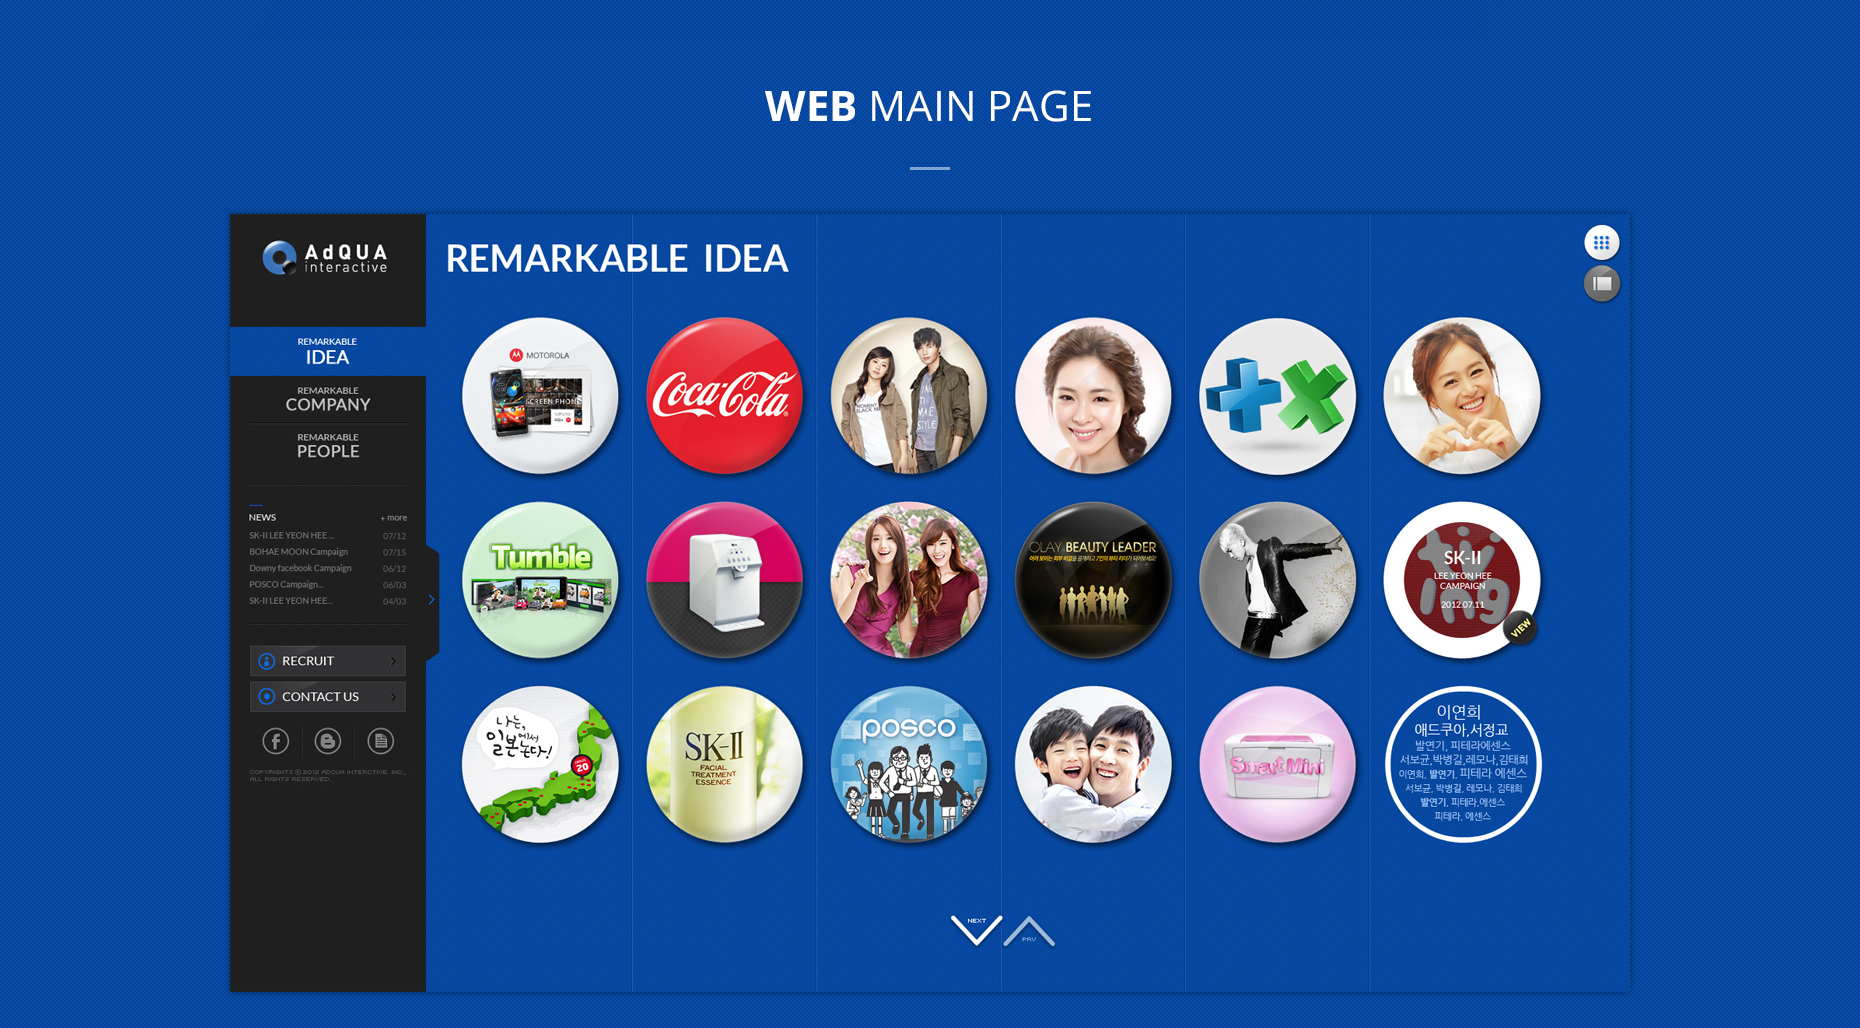 WEB MAIN PAGE
AdQUA
interactive
REMARKABLE
IDEA
REMARKABLE
COMPANY
REMARKABLE
PEOPLE
NEWS + more
SK-II LEE YEON HEE ... 07/12
BOHAE MOON Campaign 07/15
Downy facebook Campaign 06/12
POSCO Campaign... 06/03
SK-II LEE YEON HEE... 04/03
RECRUIT
CONTACT US
COPYRIGHTS © 2013 ADQUA INTERACTIVE. INC.,
ALL RIGHTS RESERVED.
REMARKABLE IDEA
MOTOROLA
SCREEN PHONE
Coca-Cola
MOMENT
BLACK
MAKE
STYLE
Tumble
OLAY BEAUTY LEADER
SK-II
LEE YEON HEE
CAMPAIGN
2012.07.11
VIEW
나는,
일본에서
논다!
20
SK-II
FACIAL
TREATMENT
ESSENCE
posco
Smart Mini
이연희
애드쿠아,서정교
발연기, 피테라에센스
서보균,박병길,레모나,김태희
이연희, 발연기, 피테라 에센스
서보균, 박병길, 레모나, 김태희
발연기, 피테라,에센스
피테라, 에센스
NEXT
PRV